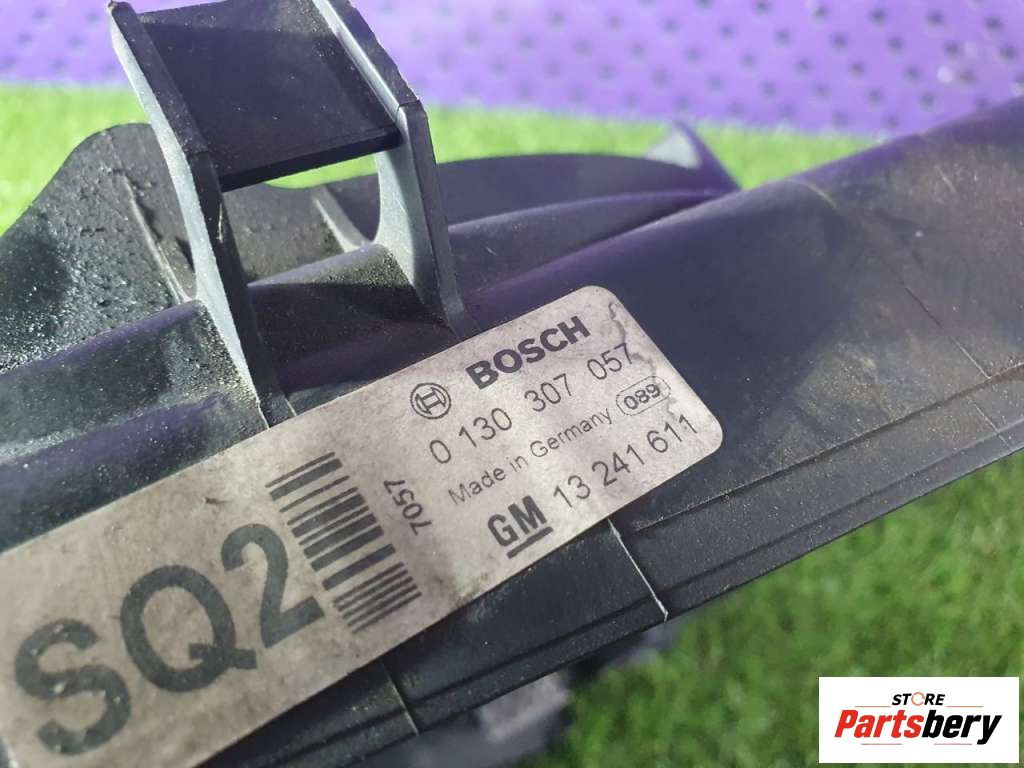 BOSCH
0 130 307 057
Made in Germany 089
GM 13 241 611
7057
SQ2
STORE
Partsbery